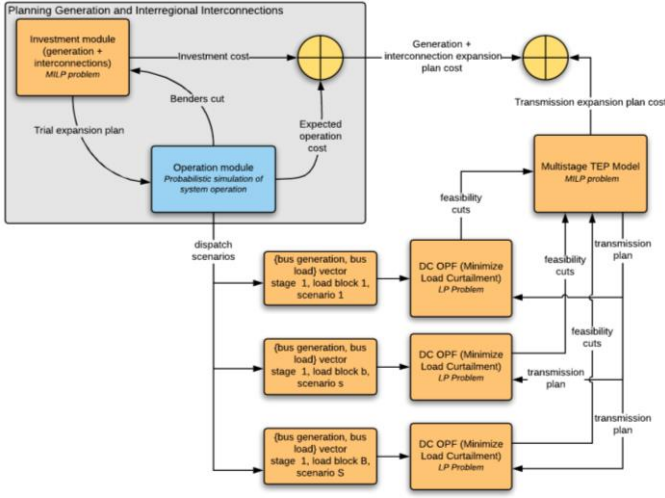 Planning Generation and Interregional Interconnections
Investment module
(generation +
interconnections)
MILP problem
Investment cost
Generation +
interconnection expansion
plan cost
Benders cut
Transmission expansion plan cost
Trial expansion plan
Expected
operation
cost
Operation module
Probabilistic simulation of
system operation
Multistage TEP Model
MILP problem
feasibility
cuts
dispatch
scenarios
{bus generation, bus
load} vector
stage 1, load block 1,
scenario 1
DC OPF (Minimize
Load Curtailment)
LP Problem
feasibility
cuts
transmission
plan
feasibility
cuts
{bus generation, bus
load} vector
stage 1, load block b,
scenario s
DC OPF (Minimize
Load Curtailment)
LP Problem
transmission
plan
transmission
plan
{bus generation, bus
load} vector
stage 1, load block B,
scenario S
DC OPF (Minimize
Load Curtailment)
LP Problem